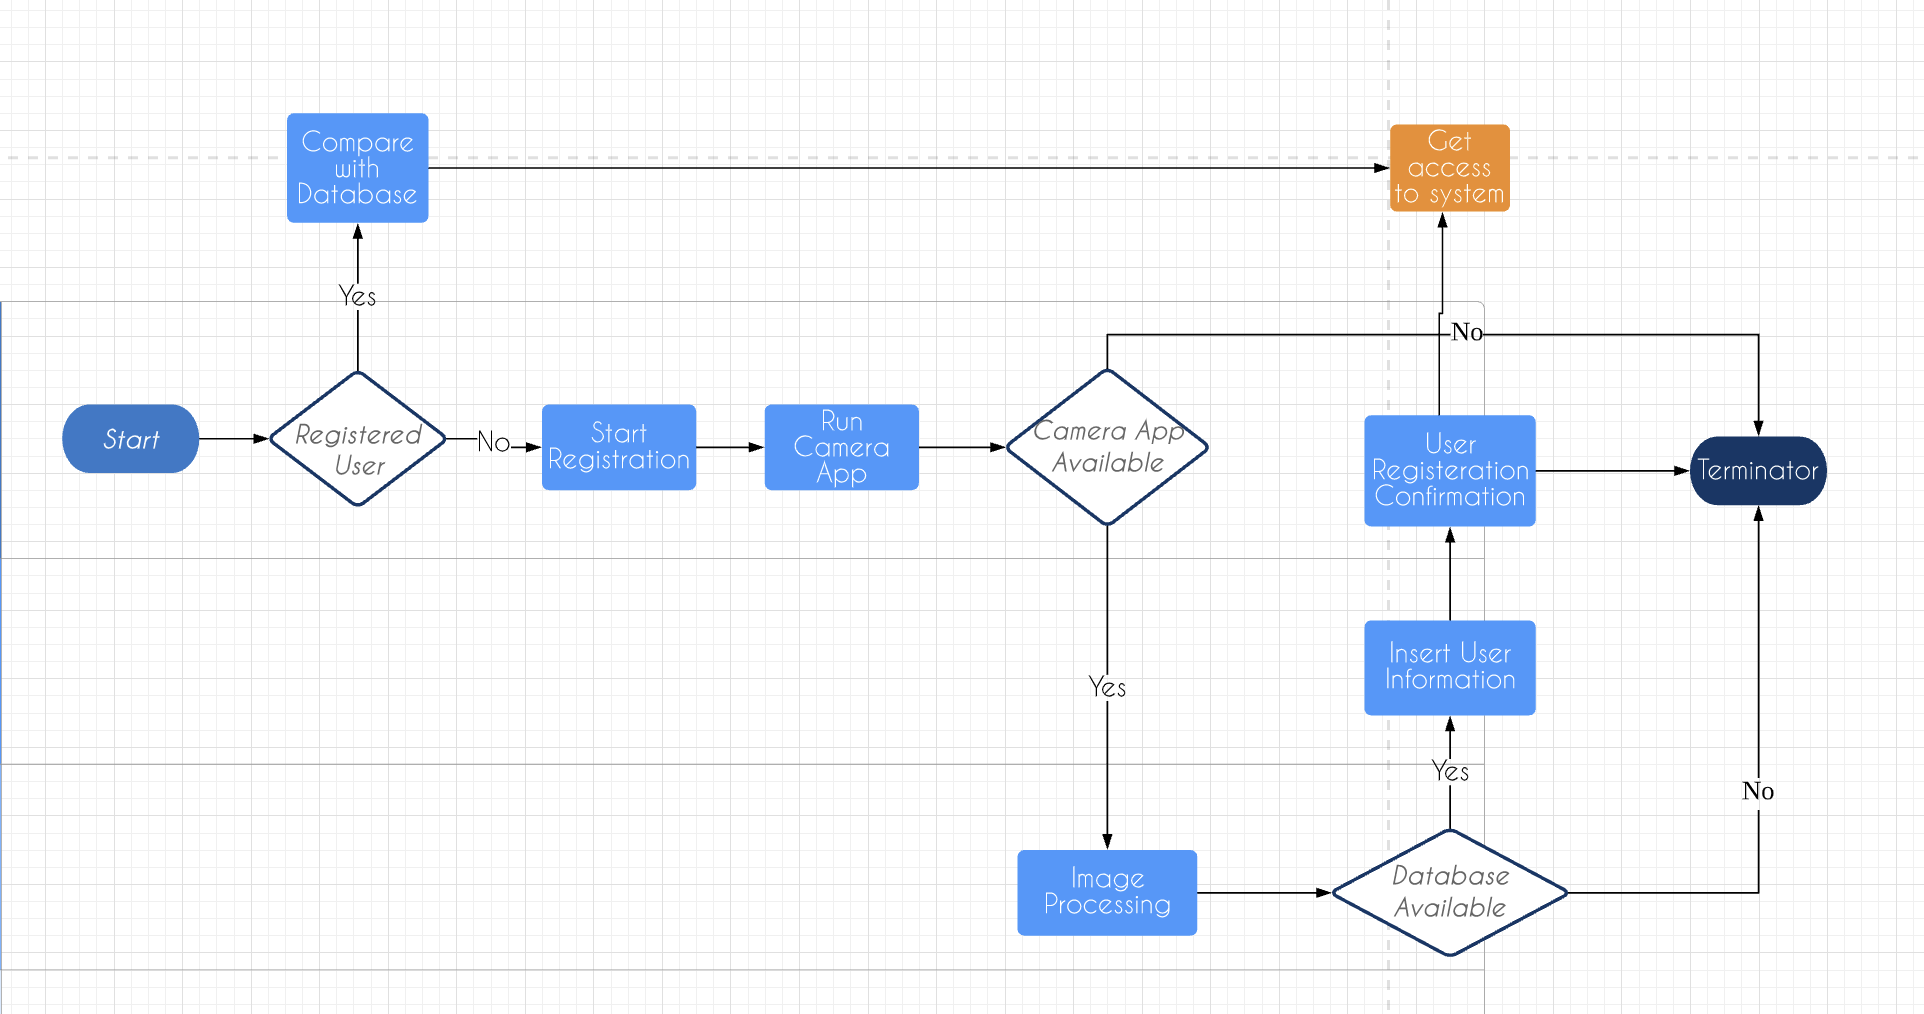 Compare
with
Database
Get
access
to system
Yes
No
Start
Registered
User
No
Start
Registration
Run
Camera
App
Camera App
Available
User
Registeration
Confirmation
Terminator
Insert User
Information
Yes
Yes
No
Image
Processing
Database
Available